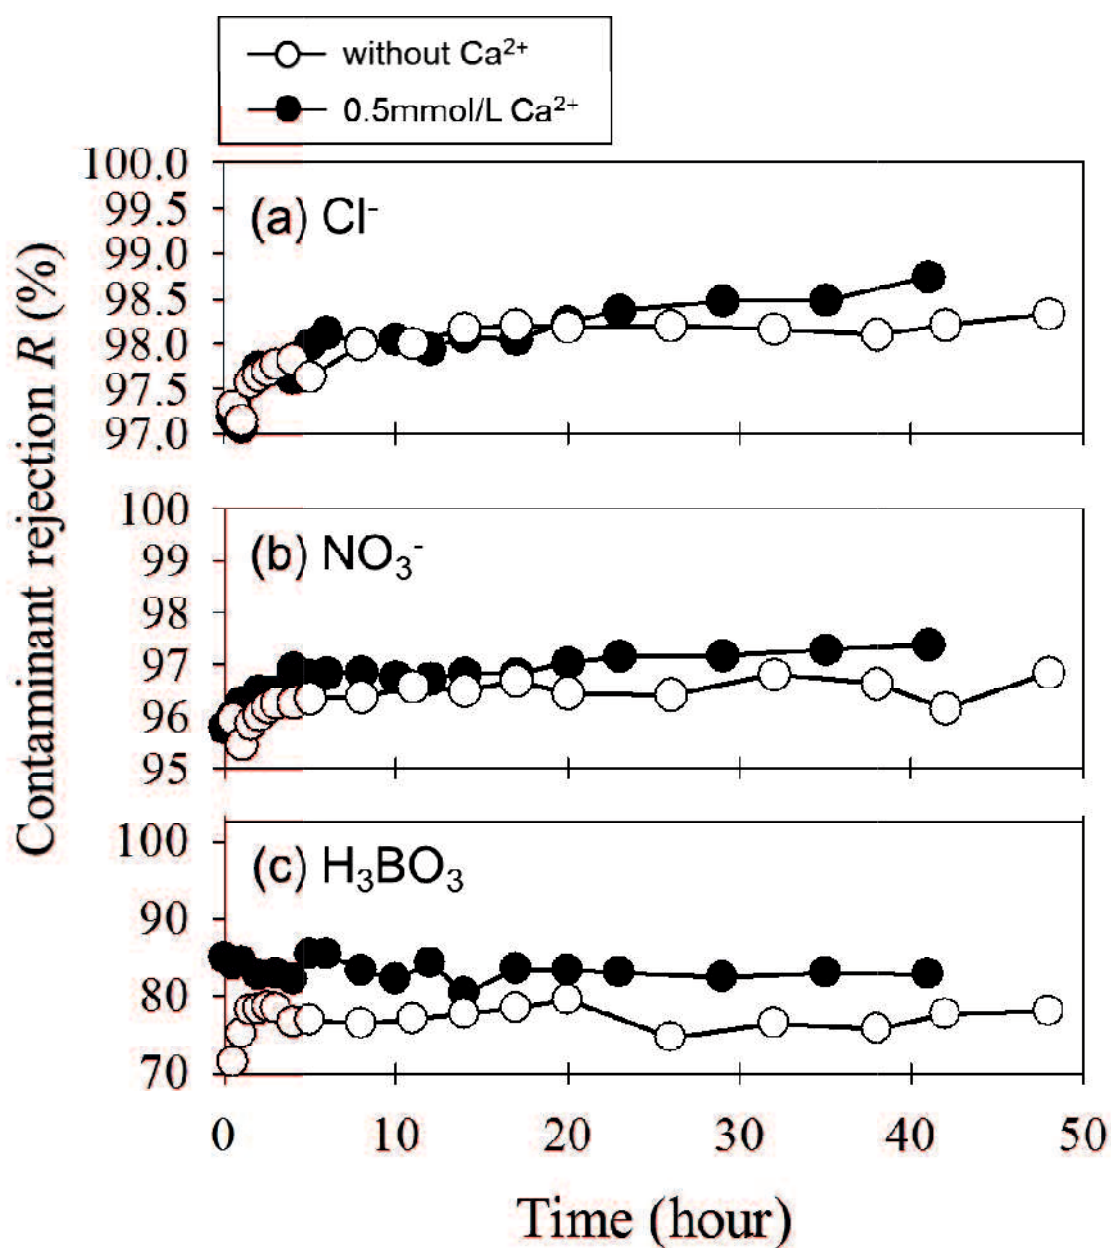 without Ca²⁺
0.5mmol/L Ca²⁺
Contaminant rejection R (%)
(a) Cl⁻
100.0
99.5
99.0
98.5
98.0
97.5
97.0
(b) NO₃⁻
100
99
98
97
96
95
(c) H₃BO₃
100
90
80
70
0 10 20 30 40 50
Time (hour)